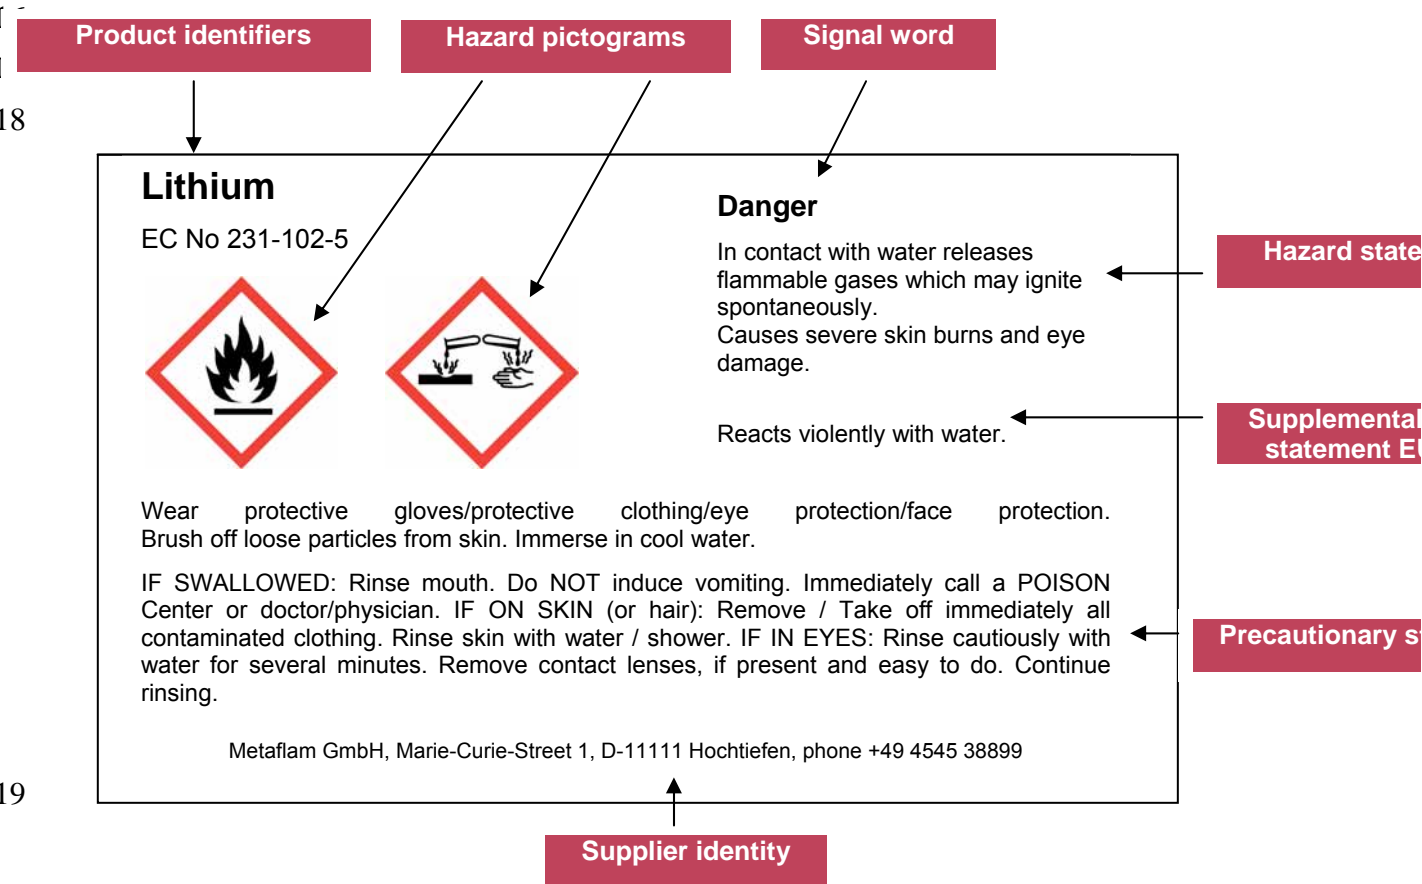 Product identifiers
Hazard pictograms
Signal word
18
Lithium
EC No 231-102-5
Danger
In contact with water releases
flammable gases which may ignite
spontaneously.
Causes severe skin burns and eye
damage.
Hazard state
Reacts violently with water.
Supplemental
statement EU
Wear protective gloves/protective clothing/eye protection/face protection.
Brush off loose particles from skin. Immerse in cool water.
IF SWALLOWED: Rinse mouth. Do NOT induce vomiting. Immediately call a POISON
Center or doctor/physician. IF ON SKIN (or hair): Remove / Take off immediately all
contaminated clothing. Rinse skin with water / shower. IF IN EYES: Rinse cautiously with
water for several minutes. Remove contact lenses, if present and easy to do. Continue
rinsing.
Precautionary st
Metaflam GmbH, Marie-Curie-Street 1, D-11111 Hochtiefen, phone +49 4545 38899
19
Supplier identity